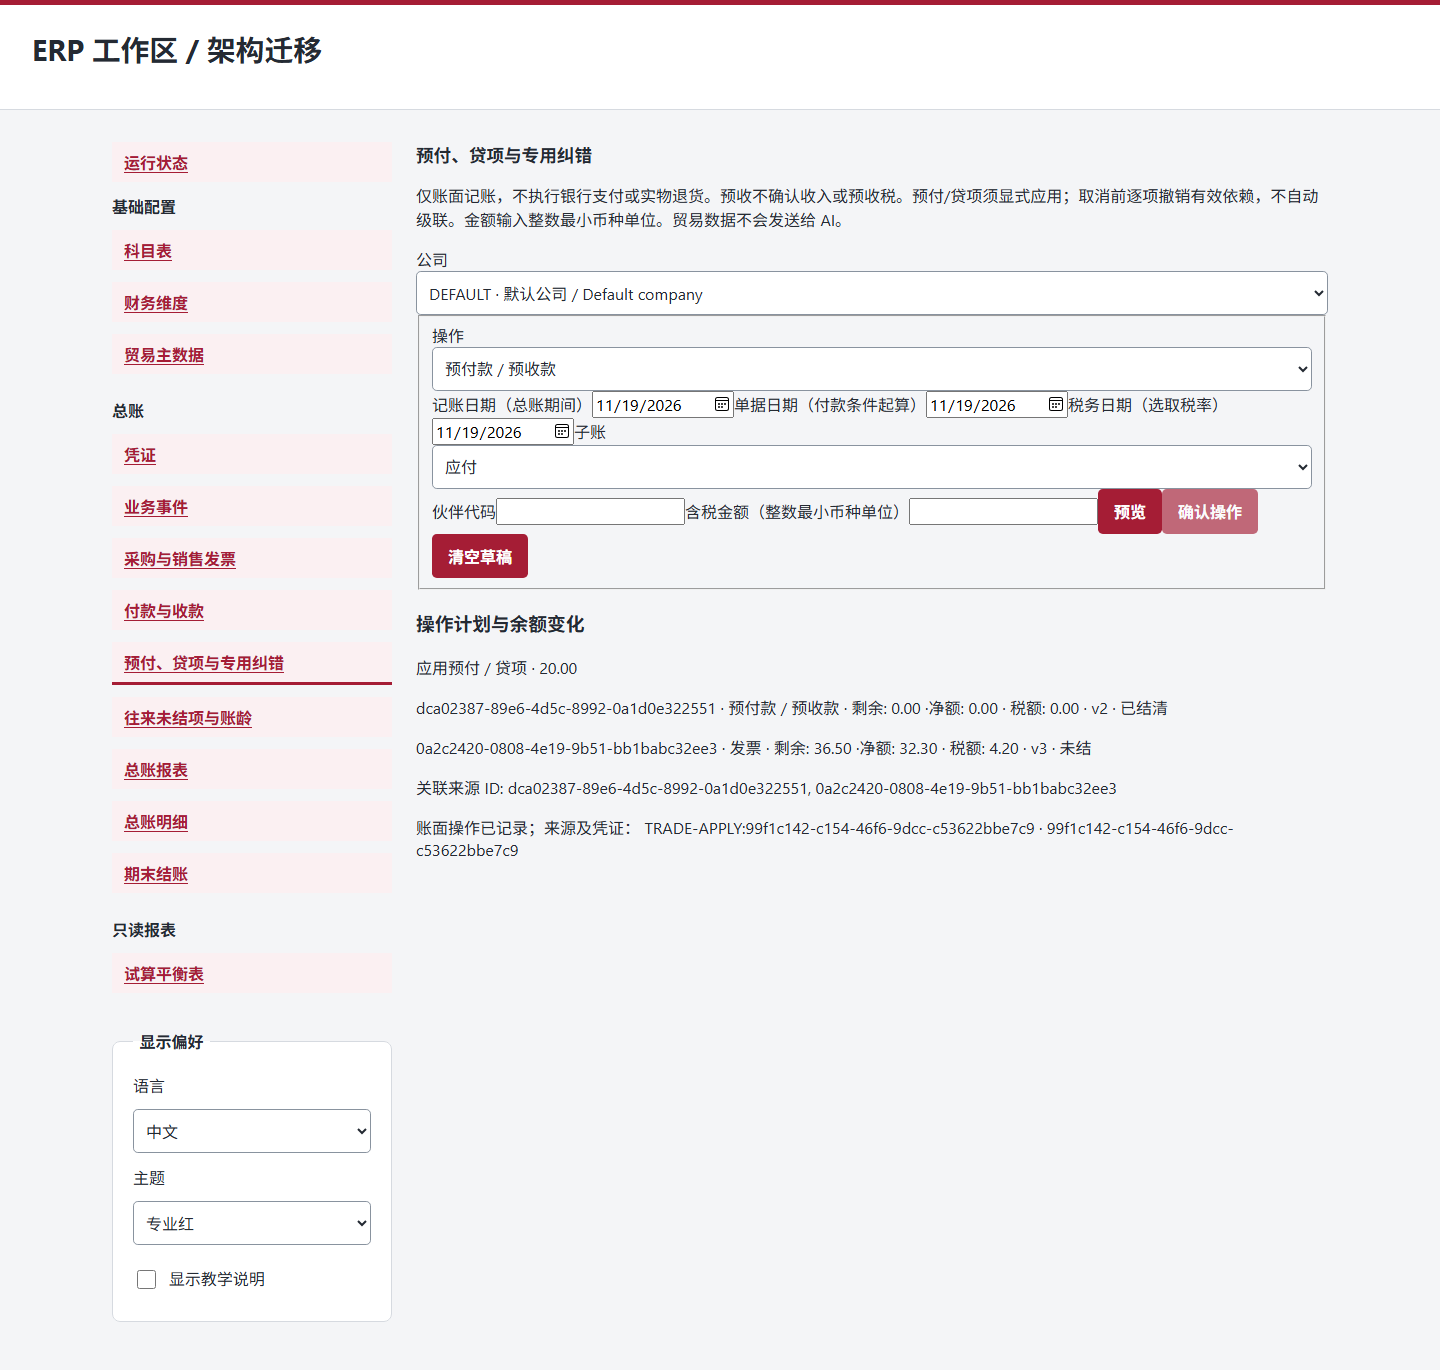 ERP 工作区 / 架构迁移
运行状态
基础配置
科目表
财务维度
贸易主数据
总账
凭证
业务事件
采购与销售发票
付款与收款
预付、贷项与专用纠错
往来未结项与账龄
总账报表
总账明细
期末结账
只读报表
试算平衡表
显示偏好
语言
中文
主题
专业红
显示教学说明
预付、贷项与专用纠错
仅账面记账，不执行银行支付或实物退货。预收不确认收入或预收税。预付/贷项须显式应用；取消前逐项撤销有效依赖，不自动
级联。金额输入整数最小币种单位。贸易数据不会发送给 AI。
公司
DEFAULT · 默认公司 / Default company
操作
预付款 / 预收款
记账日期（总账期间） 11/19/2026 单据日期（付款条件起算） 11/19/2026 税务日期（选取税率）
11/19/2026 子账
应付
伙伴代码 含税金额（整数最小币种单位） 预览 确认操作
清空草稿
操作计划与余额变化
应用预付 / 贷项 · 20.00
dca02387-89e6-4d5c-8992-0a1d0e322551 · 预付款 / 预收款 · 剩余: 0.00 ·净额: 0.00 · 税额: 0.00 · v2 · 已结清
0a2c2420-0808-4e19-9b51-bb1babc32ee3 · 发票 · 剩余: 36.50 ·净额: 32.30 · 税额: 4.20 · v3 · 未结
关联来源 ID: dca02387-89e6-4d5c-8992-0a1d0e322551, 0a2c2420-0808-4e19-9b51-bb1babc32ee3
账面操作已记录；来源及凭证： TRADE-APPLY:99f1c142-c154-46f6-9dcc-c53622bbe7c9 · 99f1c142-c154-46f6-9dcc-
c53622bbe7c9